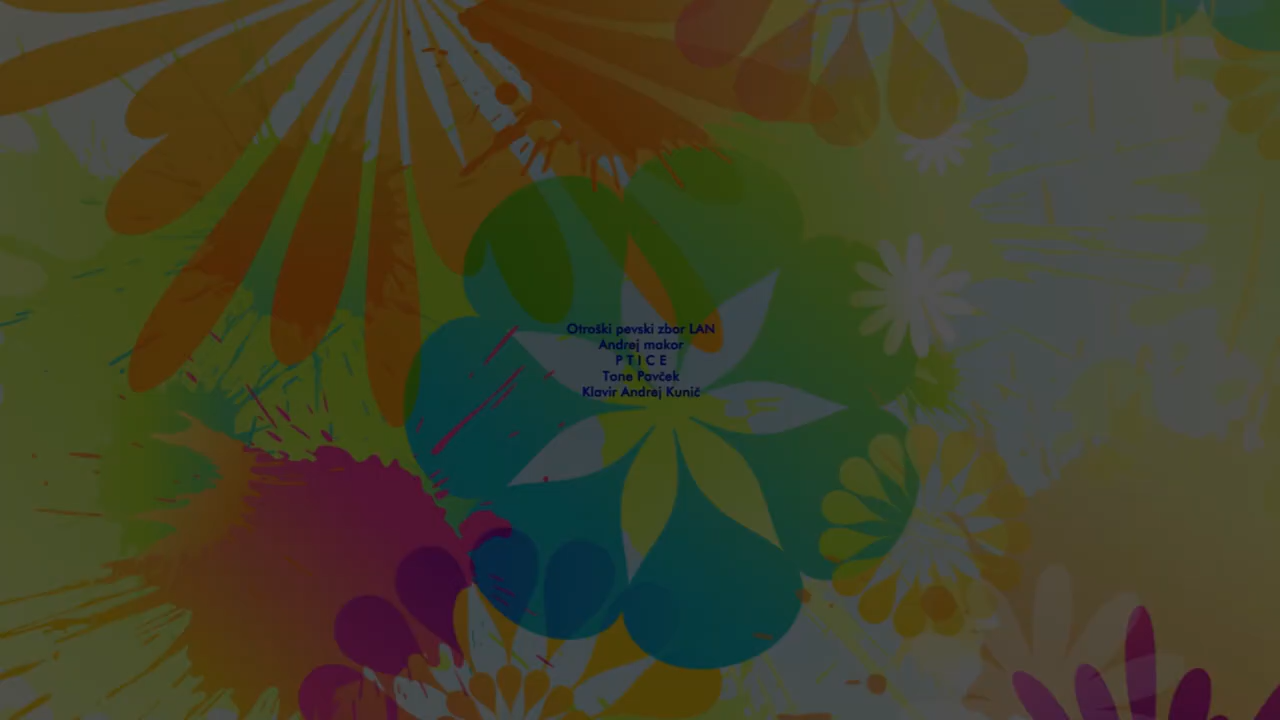 Otroški pevski zbor LAN
Andrej makor
P T I C E
Tone Pavček
Klavir Andrej Kunič